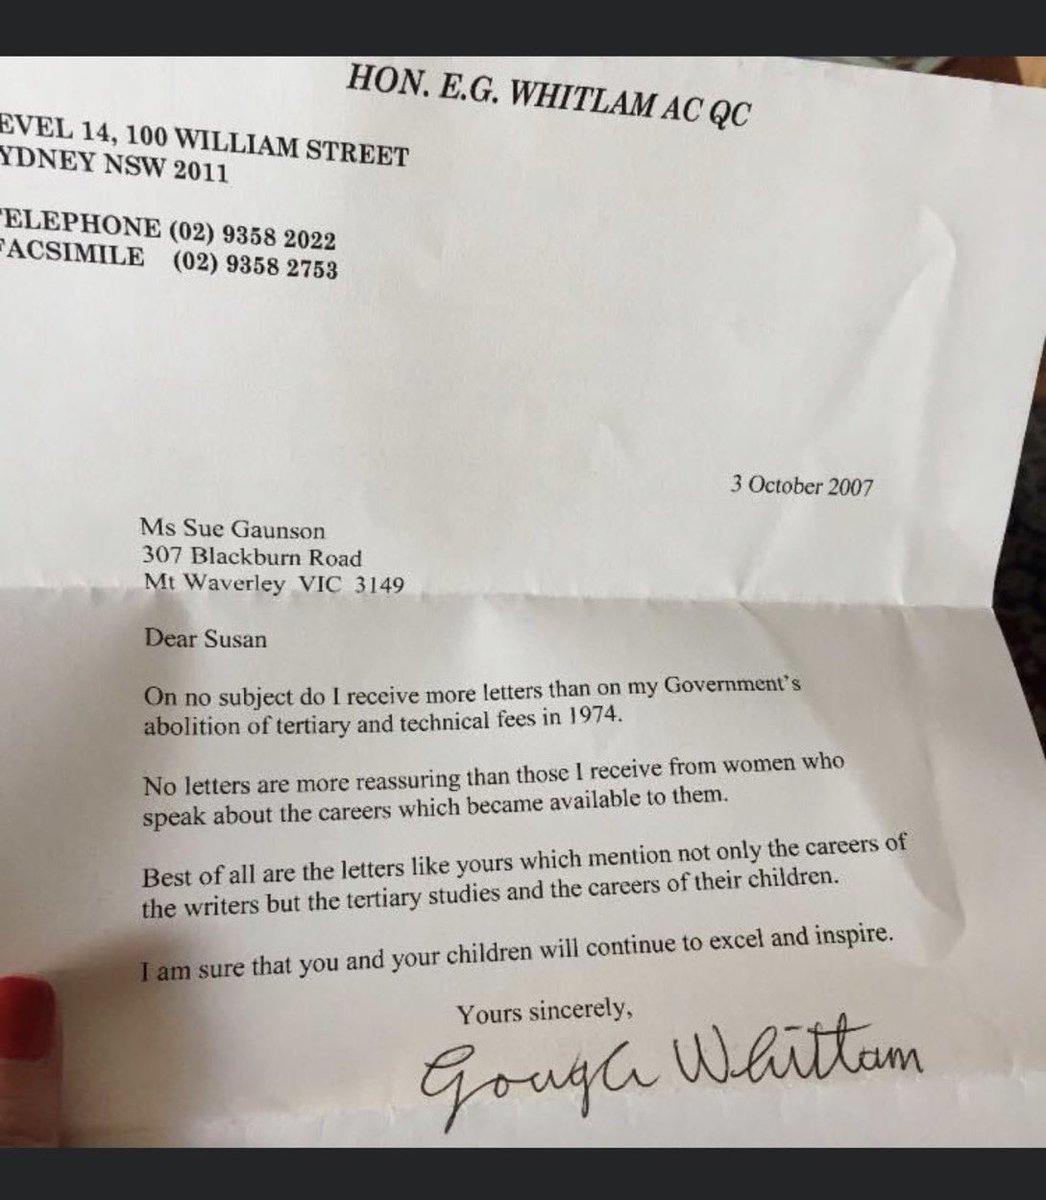 HON. E.G. WHITLAM AC QC
EVEL 14, 100 WILLIAM STREET
YDNEY NSW 2011
TELEPHONE (02) 9358 2022
FACSIMILE (02) 9358 2753
3 October 2007
Ms Sue Gaunson
307 Blackburn Road
Mt Waverley VIC 3149
Dear Susan
On no subject do I receive more letters than on my Government's
abolition of tertiary and technical fees in 1974.
No letters are more reassuring than those I receive from women who
speak about the careers which became available to them.
Best of all are the letters like yours which mention not only the careers of
the writers but the tertiary studies and the careers of their children.
I am sure that you and your children will continue to excel and inspire.
Yours sincerely,
Gough Whitlam